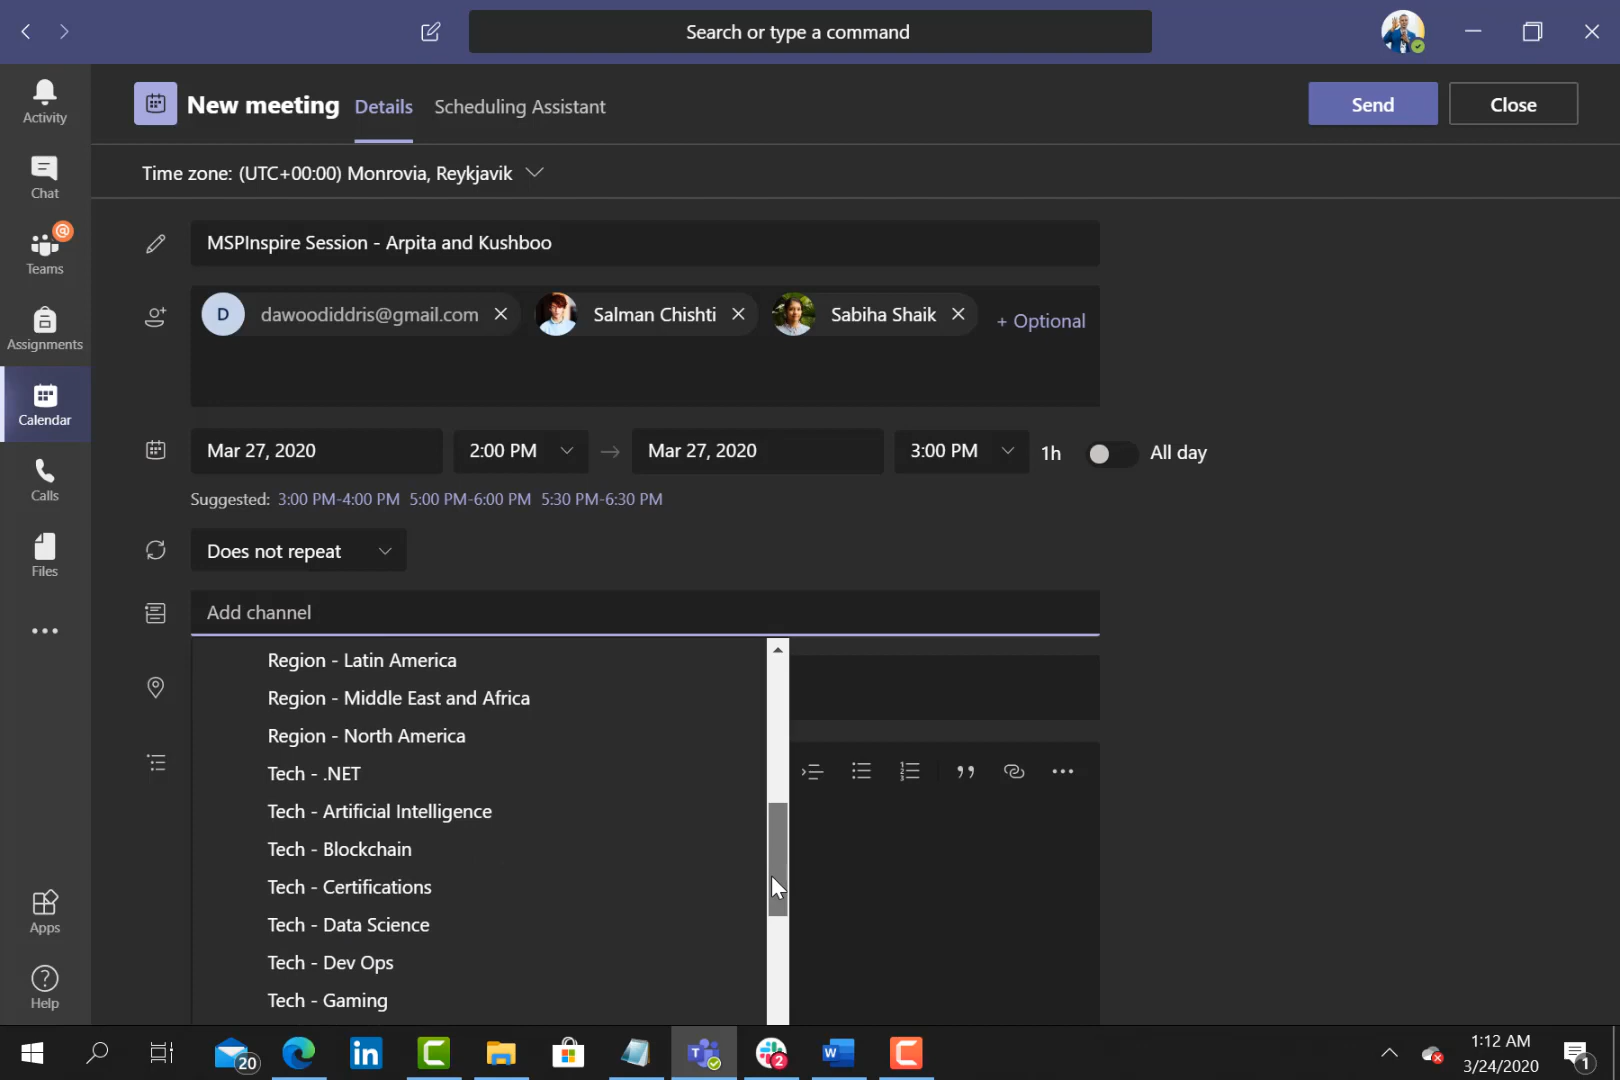 Search or type a command
New meeting Details Scheduling Assistant Send Close
Activity
Time zone: (UTC+00:00) Monrovia, Reykjavik
Chat
MSPInspire Session - Arpita and Kushboo
@
Teams
D dawoodiddris@gmail.com Salman Chishti Sabiha Shaik + Optional
Assignments
Calendar
Mar 27, 2020 2:00 PM Mar 27, 2020 3:00 PM 1h All day
Calls
Suggested: 3:00 PM-4:00 PM 5:00 PM-6:00 PM 5:30 PM-6:30 PM
Does not repeat
Files
Add channel
Region - Latin America
Region - Middle East and Africa
Region - North America
Tech - .NET
Tech - Artificial Intelligence
Tech - Blockchain
Tech - Certifications
Tech - Data Science
Tech - Dev Ops
Tech - Gaming
Apps
Help
20
2
1:12 AM
3/24/2020
1